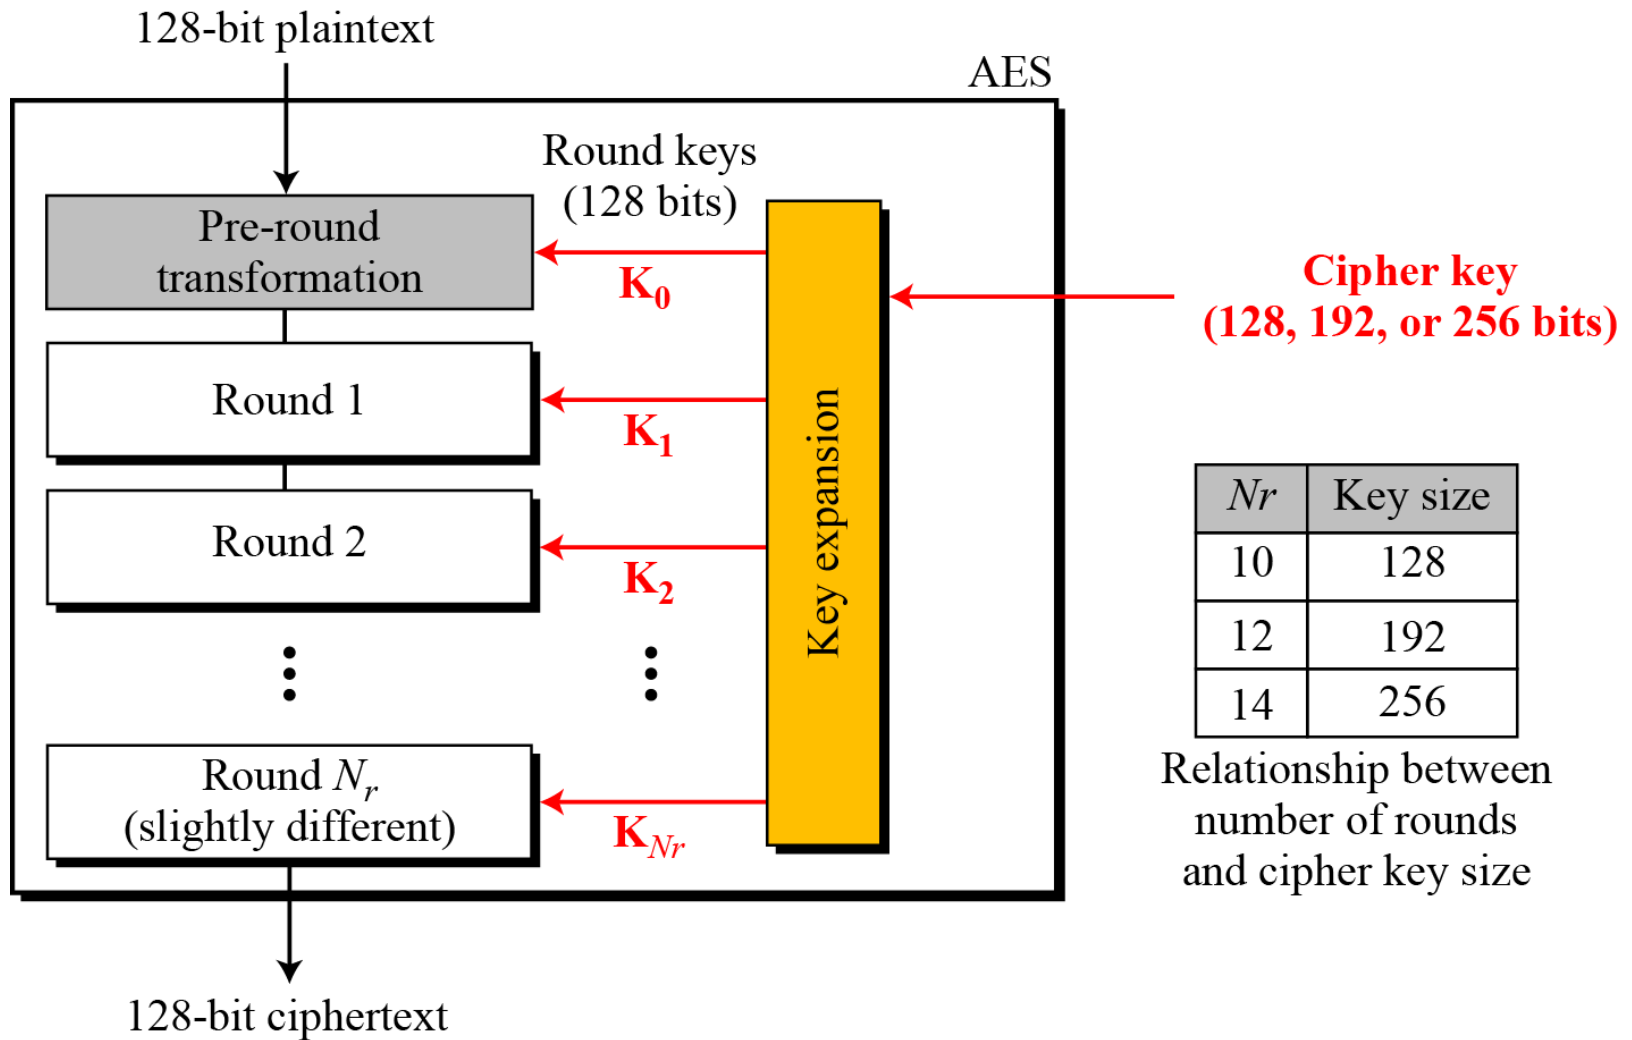 128-bit plaintext
AES
Round keys
(128 bits)
Pre-round
transformation
K0
Cipher key
(128, 192, or 256 bits)
Round 1
K1
Round 2
K2
Key expansion
Round Nr
(slightly different)
KNr
128-bit ciphertext
Nr Key size
10 128
12 192
14 256
Relationship between
number of rounds
and cipher key size